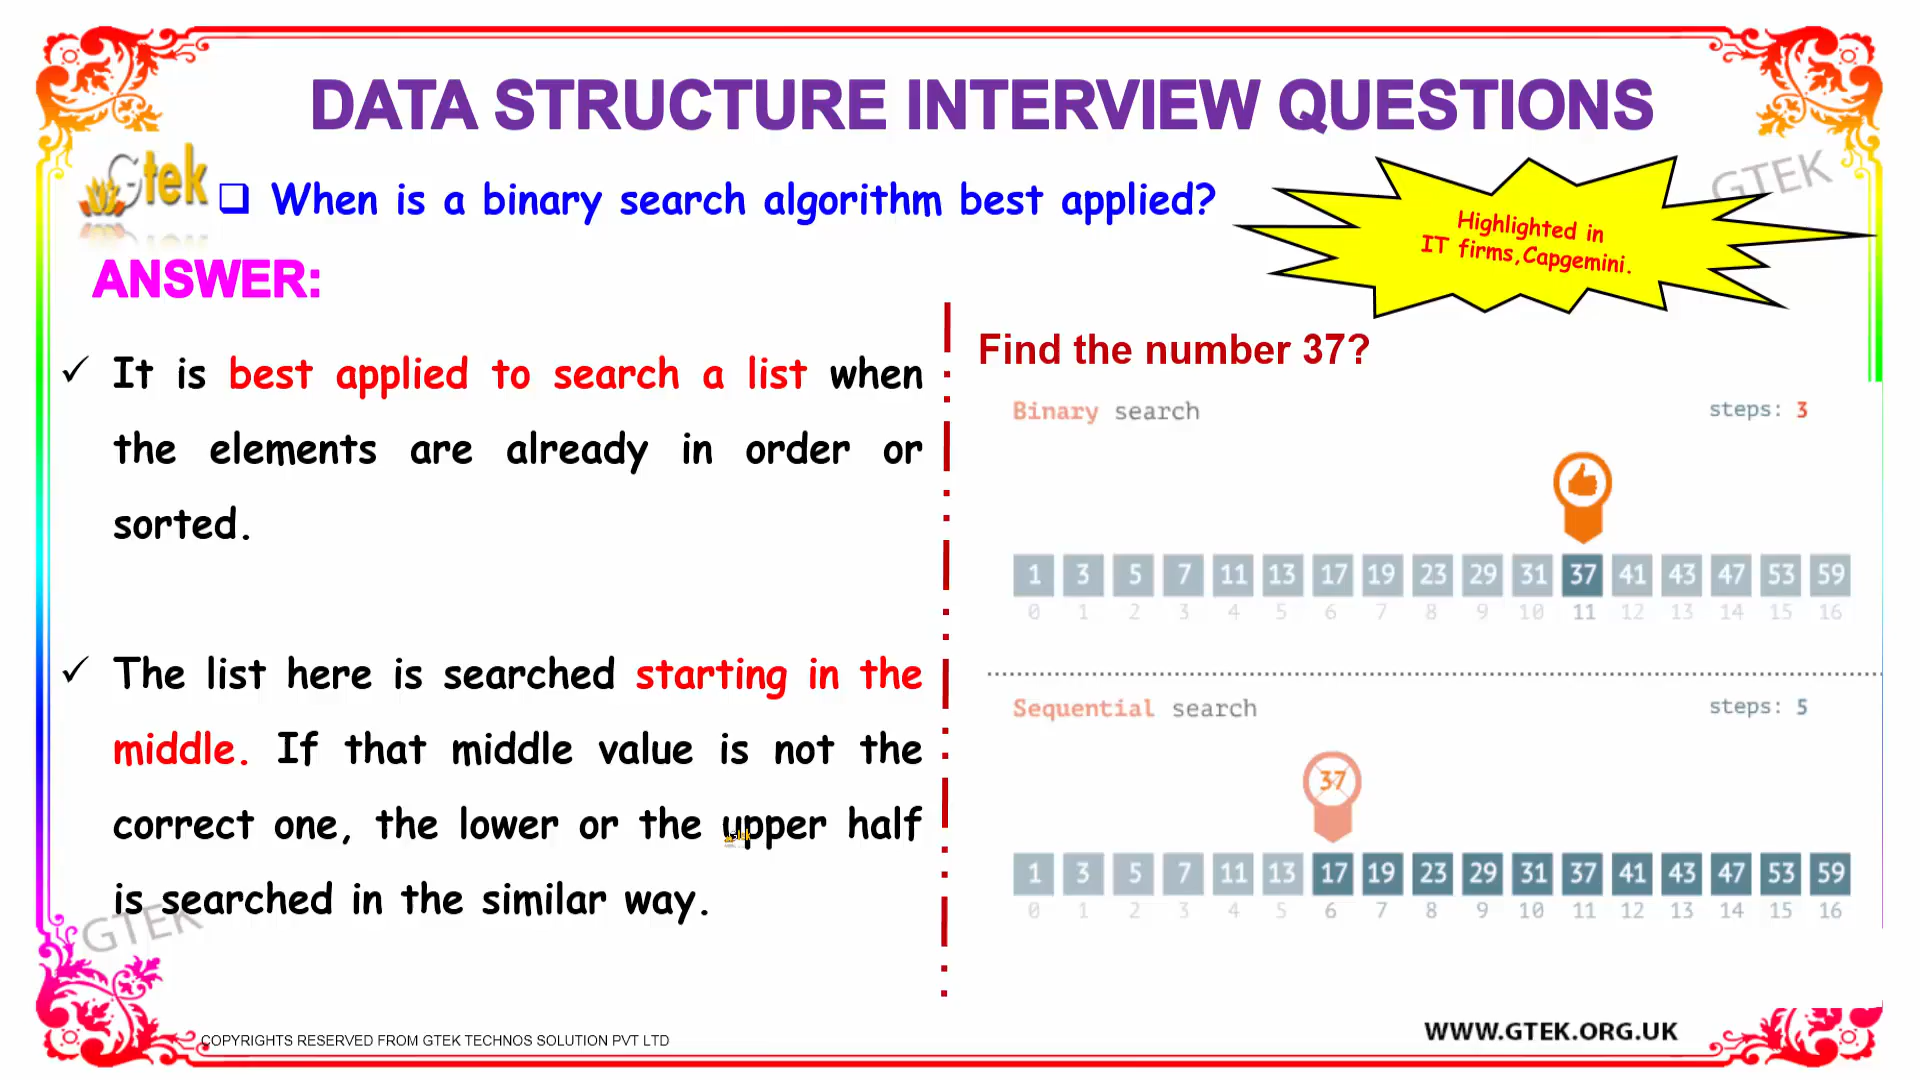 DATA STRUCTURE INTERVIEW QUESTIONS
Gtek
GTEK
When is a binary search algorithm best applied?
Highlighted in
IT firms,Capgemini.
ANSWER:
It is best applied to search a list when
the elements are already in order or
sorted.
The list here is searched starting in the
middle. If that middle value is not the
correct one, the lower or the upper half
is searched in the similar way.
GTEK
Find the number 37?
Binary search
steps: 3
1 3 5 7 11 13 17 19 23 29 31 37 41 43 47 53 59
0 1 2 3 4 5 6 7 8 9 10 11 12 13 14 15 16
Sequential search
steps: 5
37
1 3 5 7 11 13 17 19 23 29 31 37 41 43 47 53 59
0 1 2 3 4 5 6 7 8 9 10 11 12 13 14 15 16
COPYRIGHTS RESERVED FROM GTEK TECHNOS SOLUTION PVT LTD
WWW.GTEK.ORG.UK